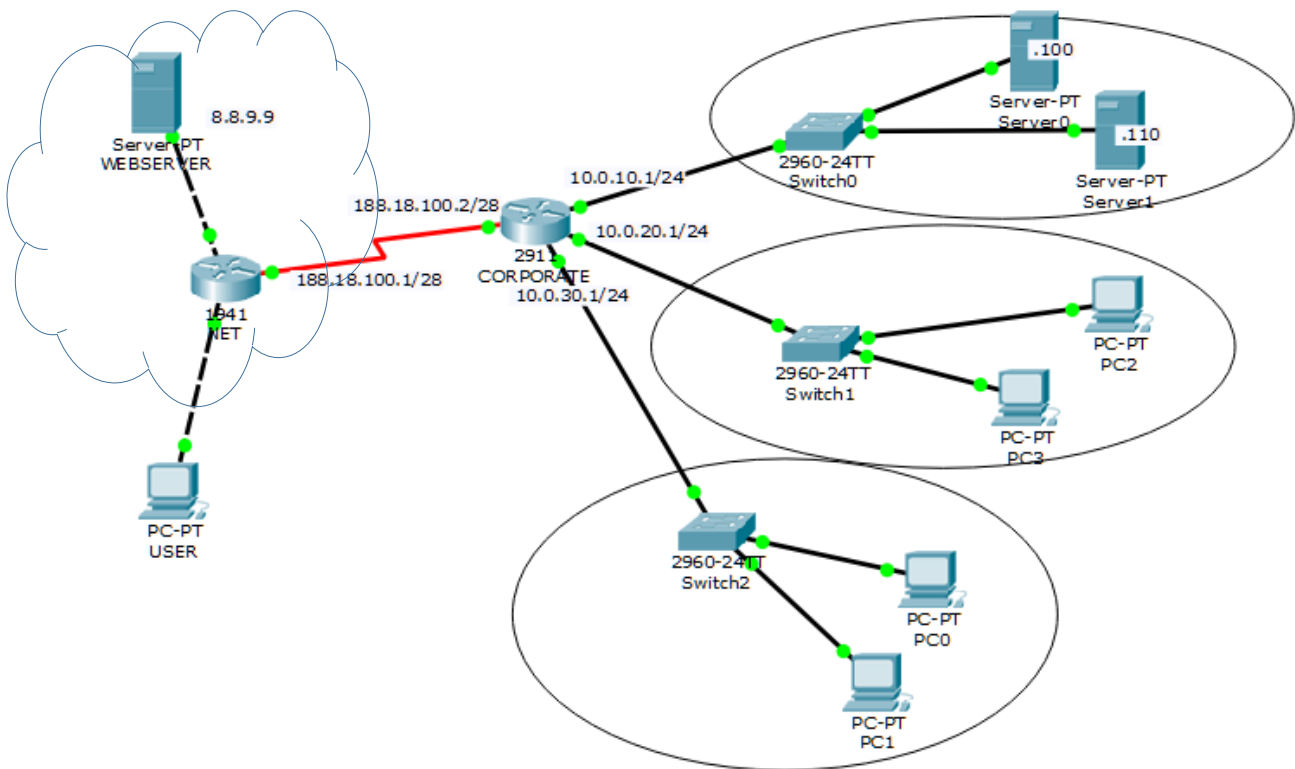 8.8.9.9
Server-PT
WEBSERVER
188.18.100.2/28
188.18.100.1/28
1941
NET
PC-PT
USER
2911
CORPORATE
10.0.10.1/24
10.0.20.1/24
10.0.30.1/24
2960-24TT
Switch0
.100
Server-PT
Server0
.110
Server-PT
Server1
2960-24TT
Switch1
PC-PT
PC2
PC-PT
PC3
2960-24TT
Switch2
PC-PT
PC0
PC-PT
PC1